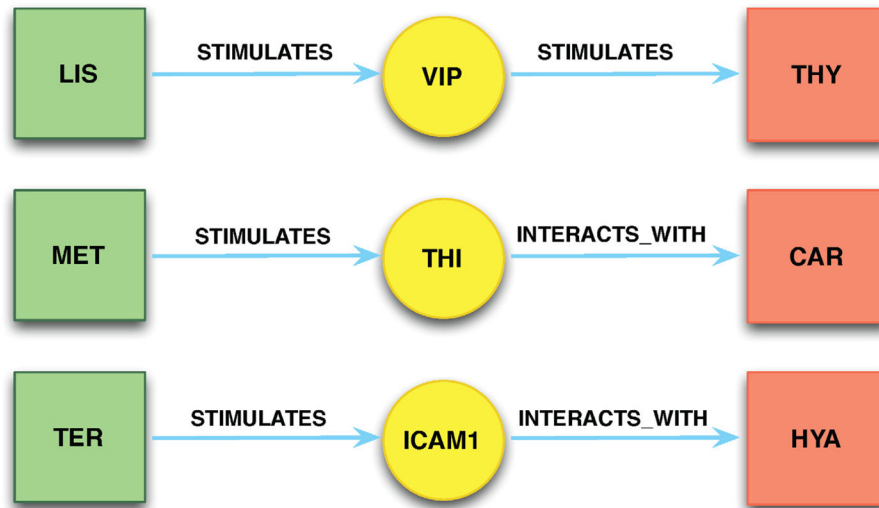 LIS STIMULATES VIP STIMULATES THY
MET STIMULATES THI INTERACTS_WITH CAR
TER STIMULATES ICAM1 INTERACTS_WITH HYA